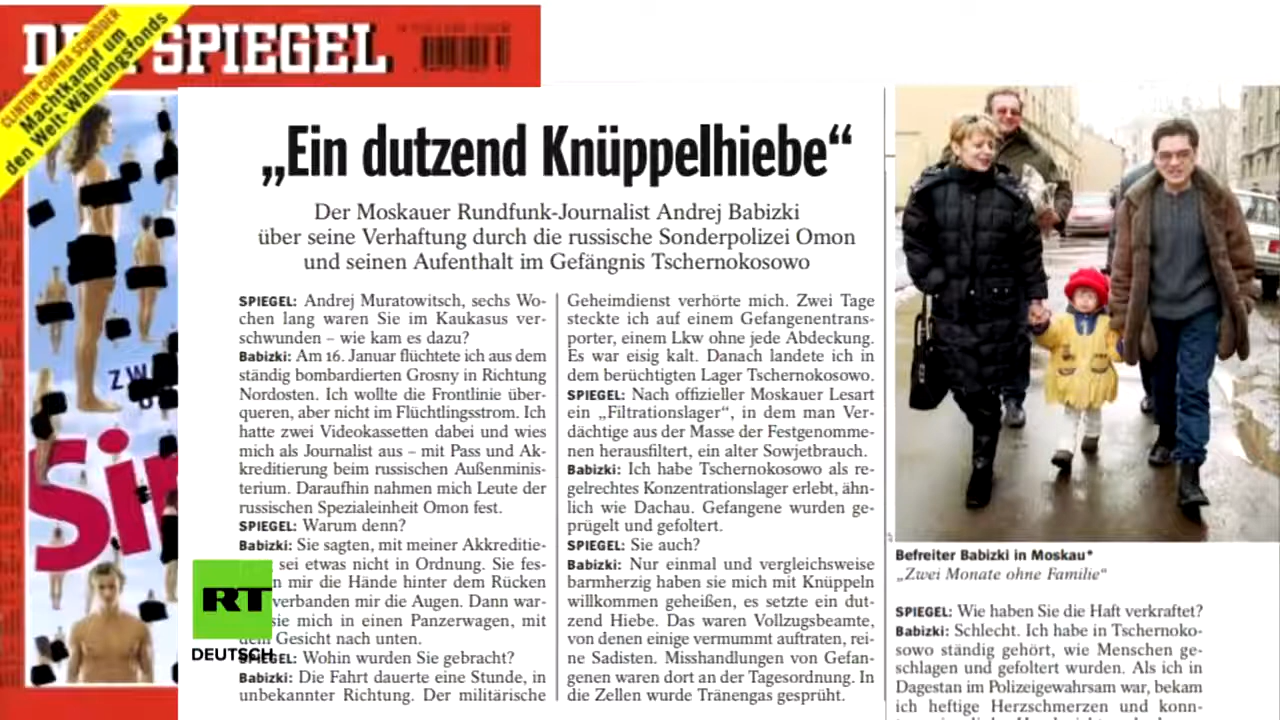 DER SPIEGEL
CLINTON CONTRA SCHRÖDER
Machtkampf um
den Welt-Währungsfonds
„Ein dutzend Knüppelhiebe“
Der Moskauer Rundfunk-Journalist Andrej Babizki
über seine Verhaftung durch die russische Sonderpolizei Omon
und seinen Aufenthalt im Gefängnis Tschernokosowo
SPIEGEL: Andrej Muratowitsch, sechs Wo-
chen lang waren Sie im Kaukasus ver-
schwunden – wie kam es dazu?
Babizki: Am 16. Januar flüchtete ich aus dem
ständig bombardierten Grosny in Richtung
Nordosten. Ich wollte die Frontlinie über-
queren, aber nicht im Flüchtlingsstrom. Ich
hatte zwei Videokassetten dabei und wies
mich als Journalist aus – mit Pass und Ak-
kreditierung beim russischen Außenminis-
terium. Daraufhin nahmen mich Leute der
russischen Spezialeinheit Omon fest.
SPIEGEL: Warum denn?
Babizki: Sie sagten, mit meiner Akkreditie-
sei etwas nicht in Ordnung. Sie fes-
n mir die Hände hinter dem Rücken
verbanden mir die Augen. Dann war-
sie mich in einen Panzerwagen, mit
dem Gesicht nach unten.
SPIEGEL: Wohin wurden Sie gebracht?
Babizki: Die Fahrt dauerte eine Stunde, in
unbekannter Richtung. Der militärische
Geheimdienst verhörte mich. Zwei Tage
steckte ich auf einem Gefangenentrans-
porter, einem Lkw ohne jede Abdeckung.
Es war eisig kalt. Danach landete ich in
dem berüchtigten Lager Tschernokosowo.
SPIEGEL: Nach offizieller Moskauer Lesart
ein „Filtrationslager“, in dem man Ver-
dächtige aus der Masse der Festgenomme-
nen herausfiltert, ein alter Sowjetbrauch.
Babizki: Ich habe Tschernokosowo als re-
gelrechtes Konzentrationslager erlebt, ähn-
lich wie Dachau. Gefangene wurden ge-
prügelt und gefoltert.
SPIEGEL: Sie auch?
Babizki: Nur einmal und vergleichsweise
barmherzig haben sie mich mit Knüppeln
willkommen geheißen, es setzte ein dut-
zend Hiebe. Das waren Vollzugsbeamte,
von denen einige vermummt auftraten, rei-
ne Sadisten. Misshandlungen von Gefan-
genen waren dort an der Tagesordnung. In
die Zellen wurde Tränengas gesprüht.
Befreiter Babizki in Moskau*
„Zwei Monate ohne Familie“
SPIEGEL: Wie haben Sie die Haft verkraftet?
Babizki: Schlecht. Ich habe in Tschernoko-
sowo ständig gehört, wie Menschen ge-
schlagen und gefoltert wurden. Als ich in
Dagestan im Polizeigewahrsam war, bekam
ich heftige Herzschmerzen und konn-
ZW
Sin
RT
DEUTSCH